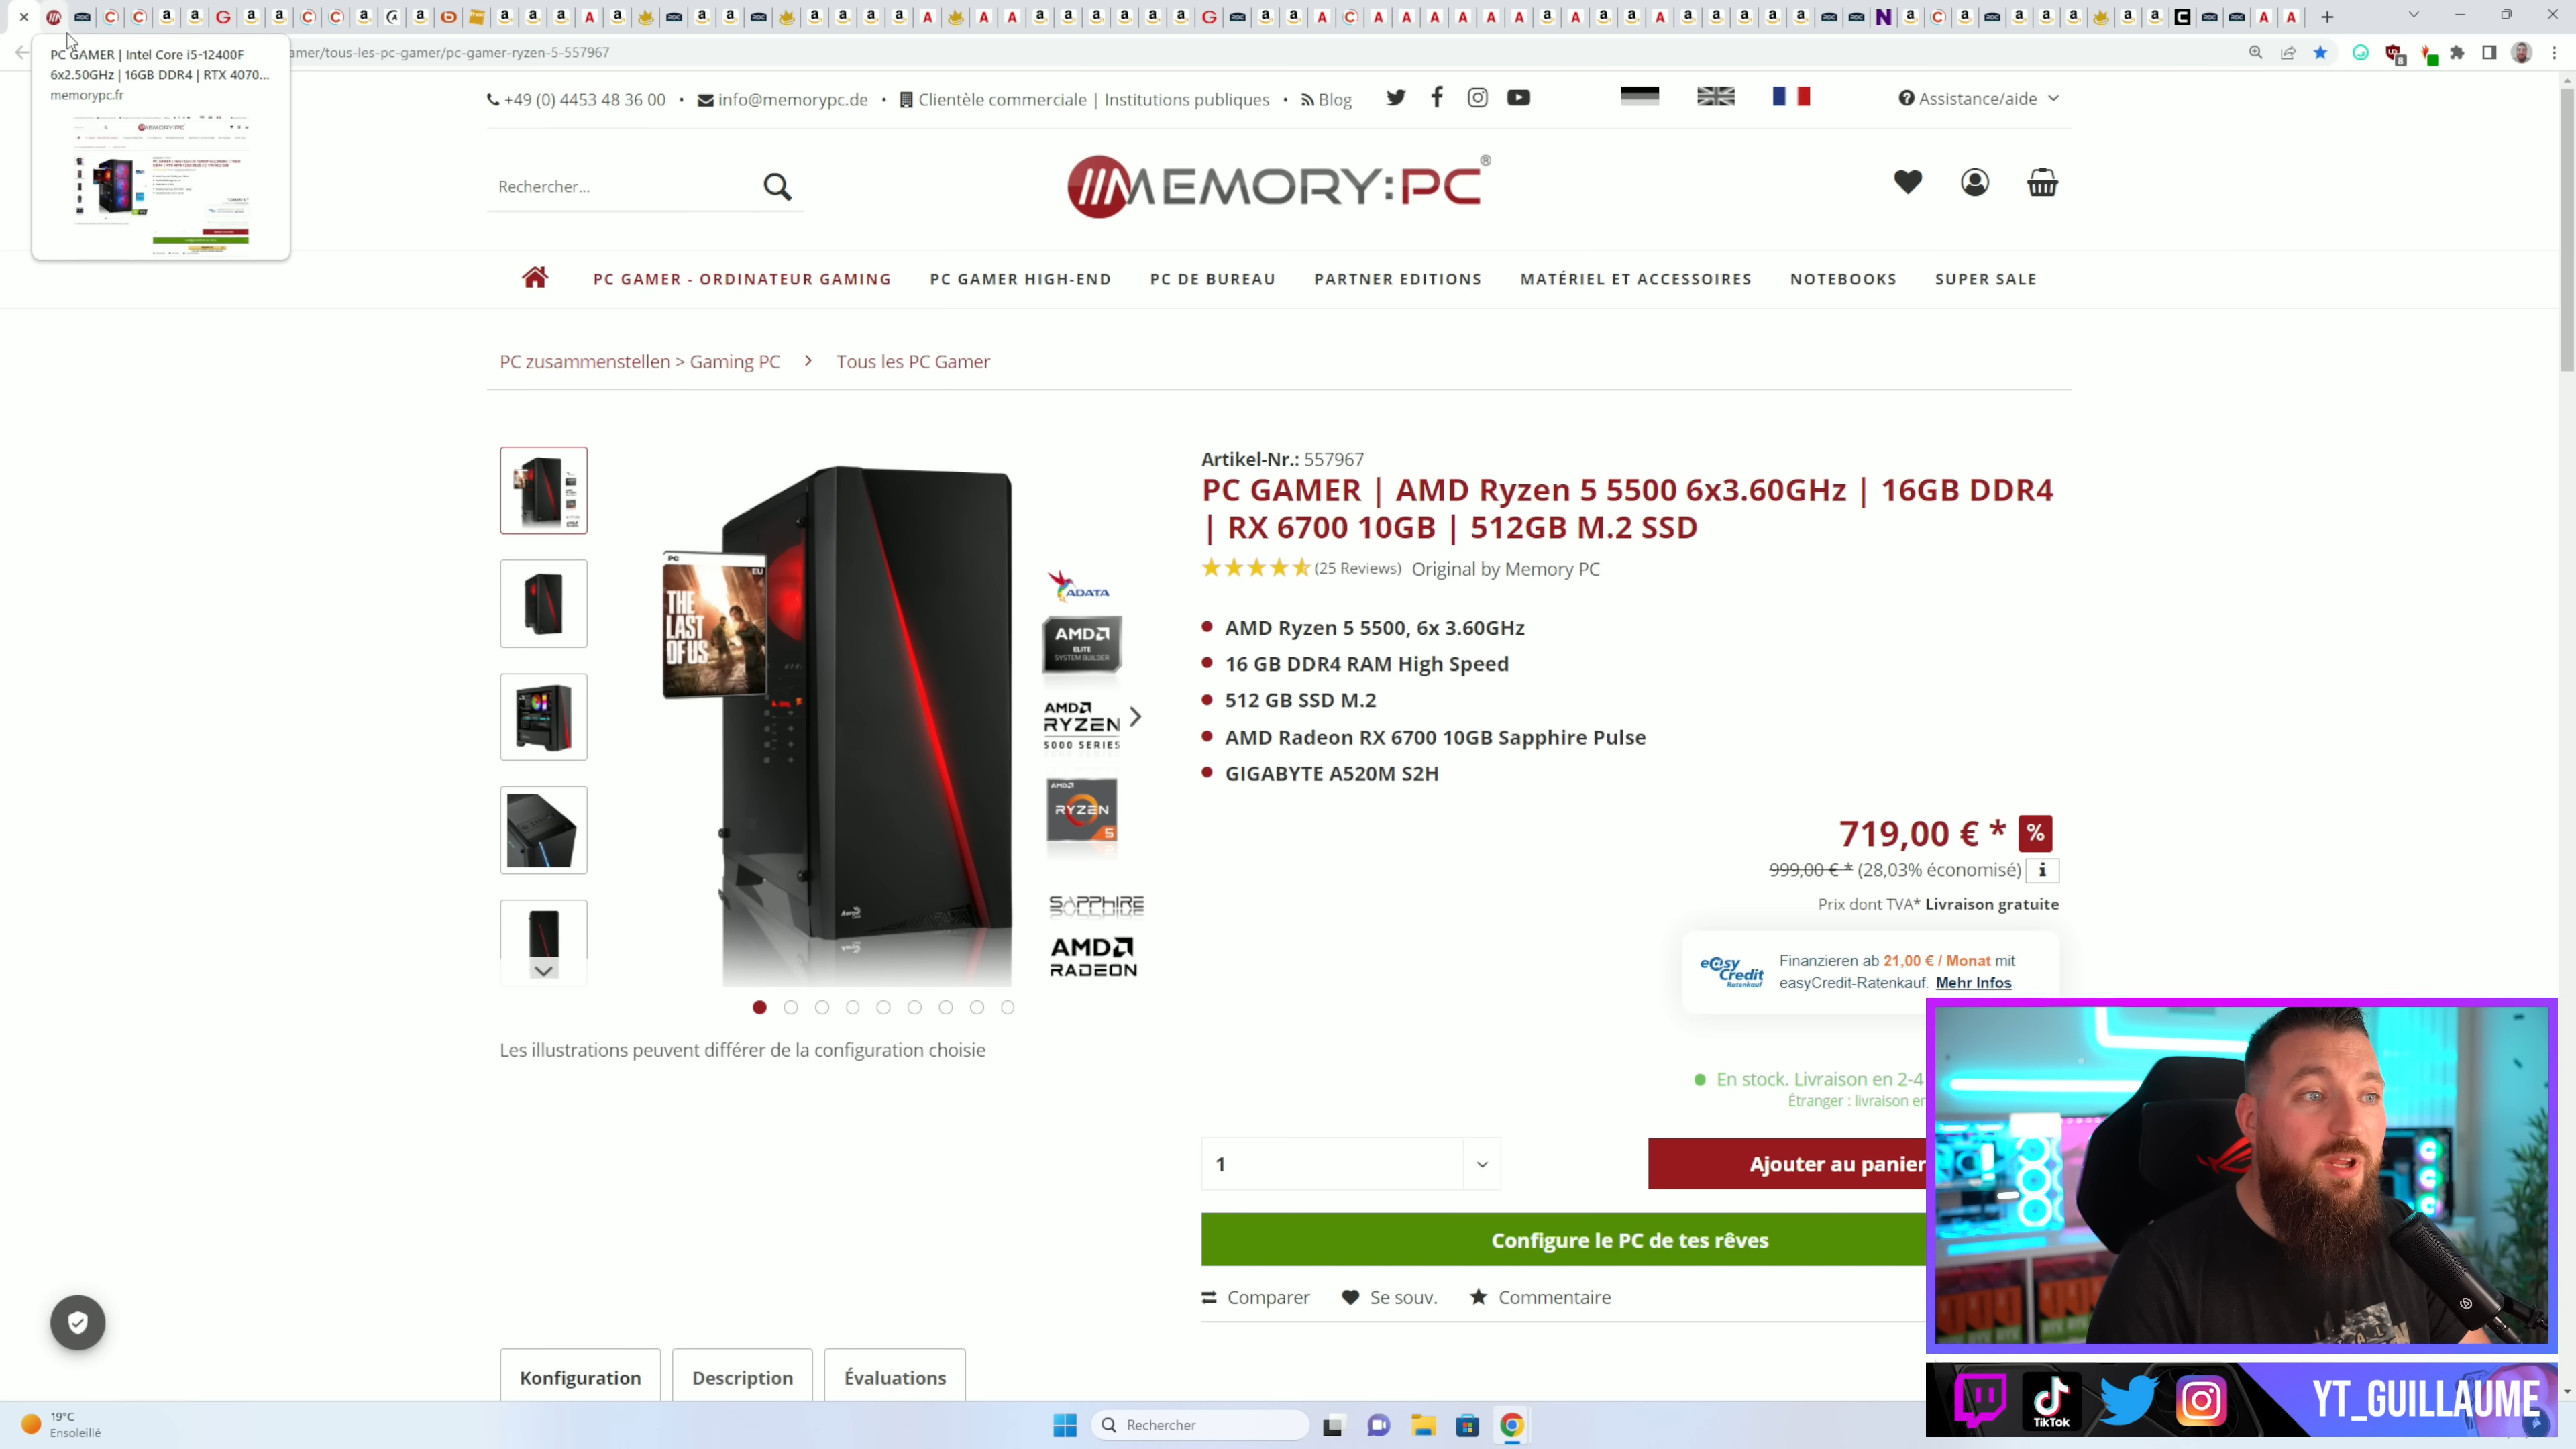 PC GAMER | Intel Core i5-12400F
6x2.50GHz | 16GB DDR4 | RTX 4070...
memorypc.fr
amer/tous-les-pc-gamer/pc-gamer-ryzen-5-557967
+49 (0) 4453 48 36 00 • info@memorypc.de • Clientèle commerciale | Institutions publiques • Blog
Assistance/aide
Rechercher...
MEMORY:PC®
PC GAMER - ORDINATEUR GAMING
PC GAMER HIGH-END
PC DE BUREAU
PARTNER EDITIONS
MATÉRIEL ET ACCESSOIRES
NOTEBOOKS
SUPER SALE
PC zusammenstellen > Gaming PC > Tous les PC Gamer
PC
EU
THE
LAST
OF US
AeroCool
ADATA
AMD
ELITE
SYSTEM BUILDER
AMD
RYZEN
5000 SERIES
AMD
RYZEN
5
SAPPHIRE
AMD
RADEON
Les illustrations peuvent différer de la configuration choisie
Artikel-Nr.: 557967
PC GAMER | AMD Ryzen 5 5500 6x3.60GHz | 16GB DDR4
| RX 6700 10GB | 512GB M.2 SSD
(25 Reviews) Original by Memory PC
AMD Ryzen 5 5500, 6x 3.60GHz
16 GB DDR4 RAM High Speed
512 GB SSD M.2
AMD Radeon RX 6700 10GB Sapphire Pulse
GIGABYTE A520M S2H
719,00 € * %
999,00 € * (28,03% économisé) i
Prix dont TVA* Livraison gratuite
easy
Credit
Ratenkauf
Finanzieren ab 21,00 € / Monat mit
easyCredit-Ratenkauf. Mehr Infos
En stock. Livraison en 2-4
Étranger : livraison en
1
Ajouter au panier
Configure le PC de tes rêves
Comparer
Se souv.
Commentaire
Konfiguration
Description
Évaluations
19°C
Ensoleillé
Rechercher
TikTok
YT_GUILLAUME